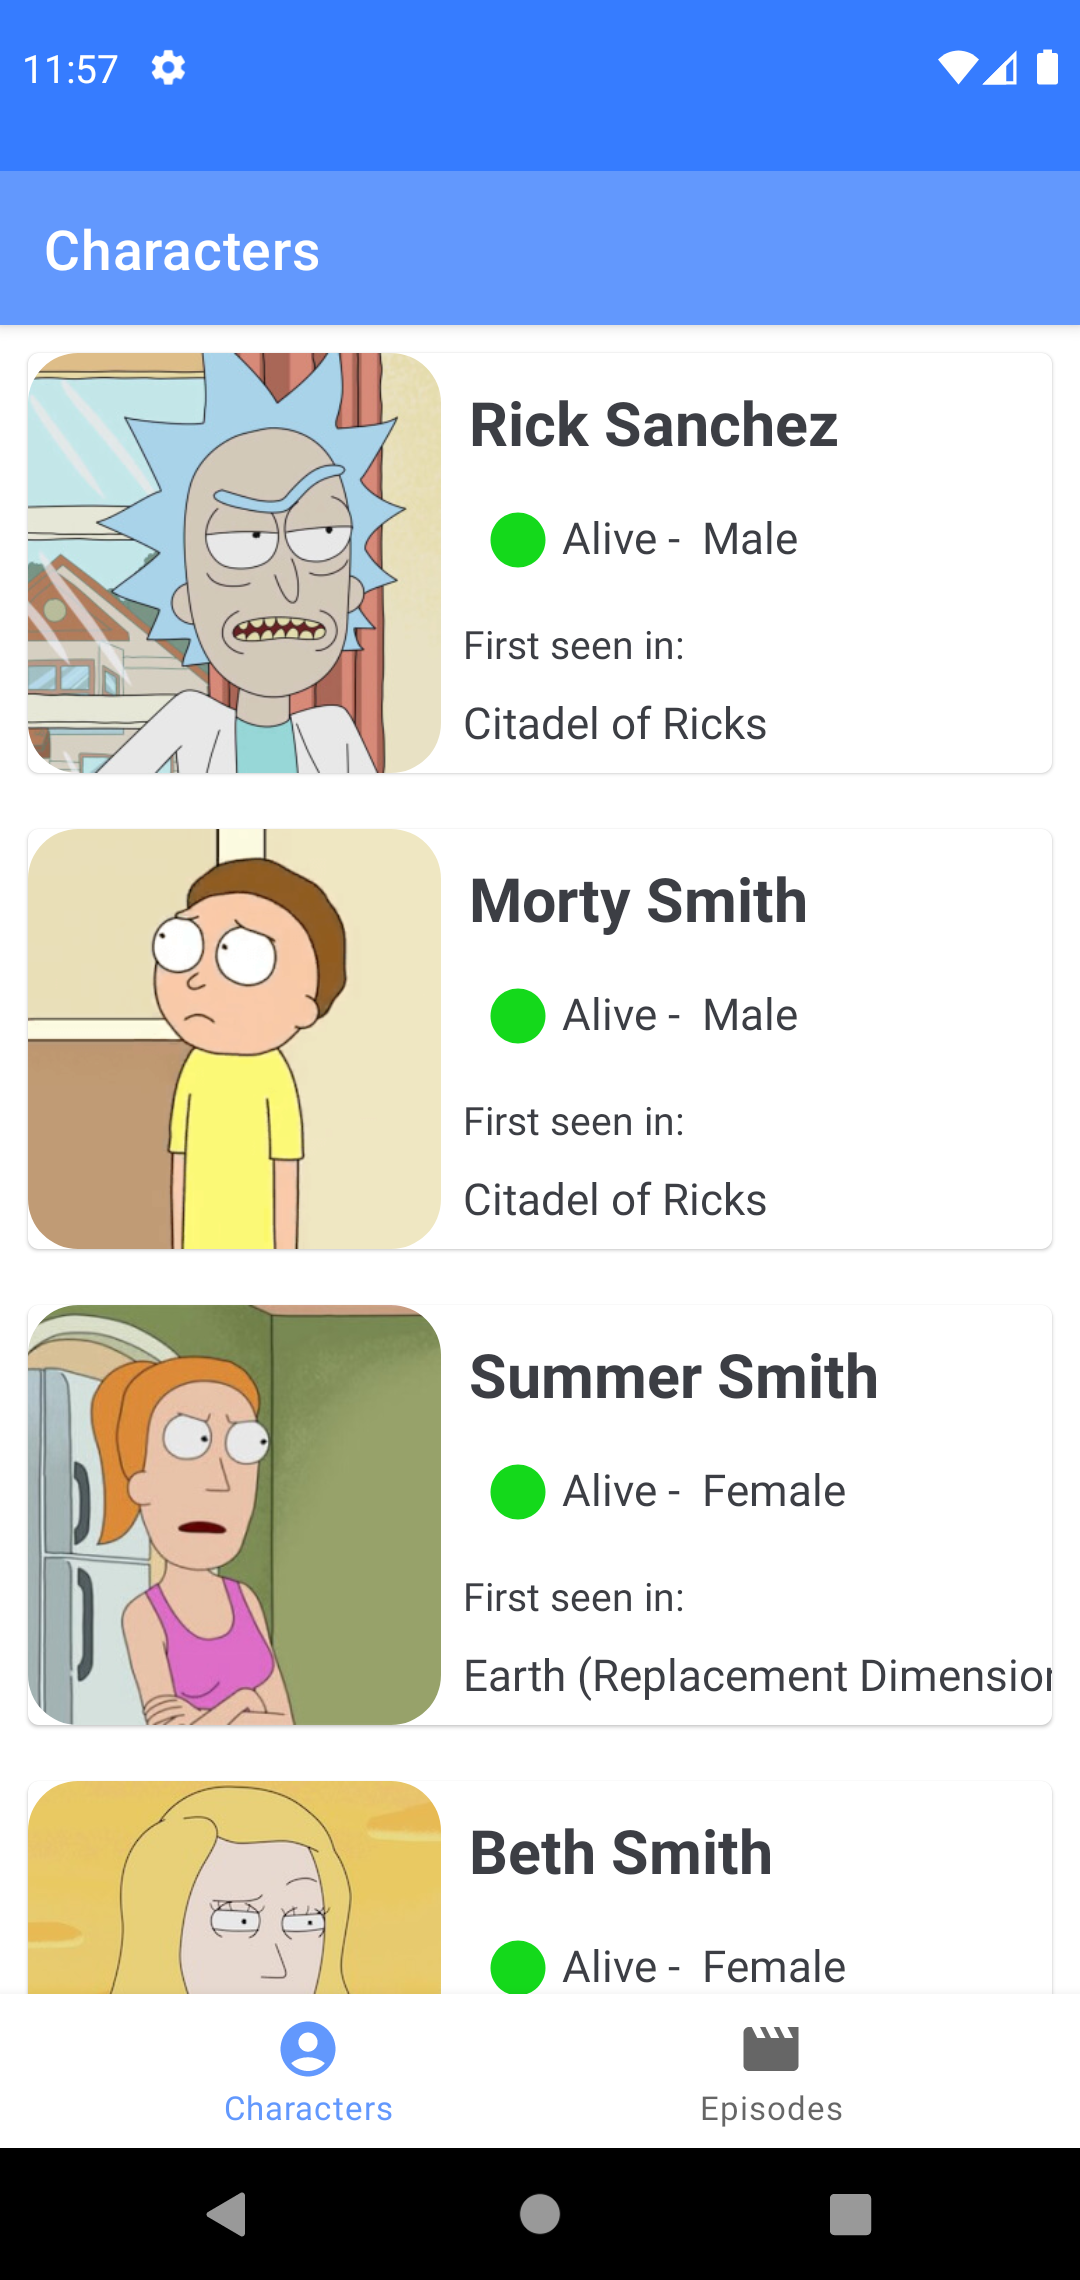 11:57
Characters
Rick Sanchez
Alive -  Male
First seen in:
Citadel of Ricks
Morty Smith
Alive -  Male
First seen in:
Citadel of Ricks
Summer Smith
Alive -  Female
First seen in:
Earth (Replacement Dimension
Beth Smith
Alive -  Female
Characters
Episodes